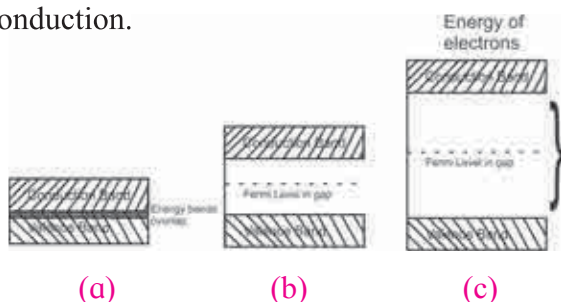 onduction.
Energy of
electrons
Conduction Band
Fermi Level in gap
Valence Band
Conduction Band
Fermi Level in gap
Valence Band
Conduction Band
Energy bands
overlap
Valence Band
(a) (b) (c)